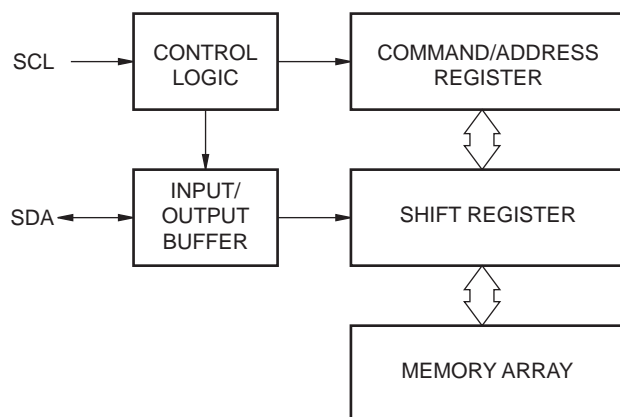 SCL
CONTROL
LOGIC
COMMAND/ADDRESS
REGISTER
SDA
INPUT/
OUTPUT
BUFFER
SHIFT REGISTER
MEMORY ARRAY